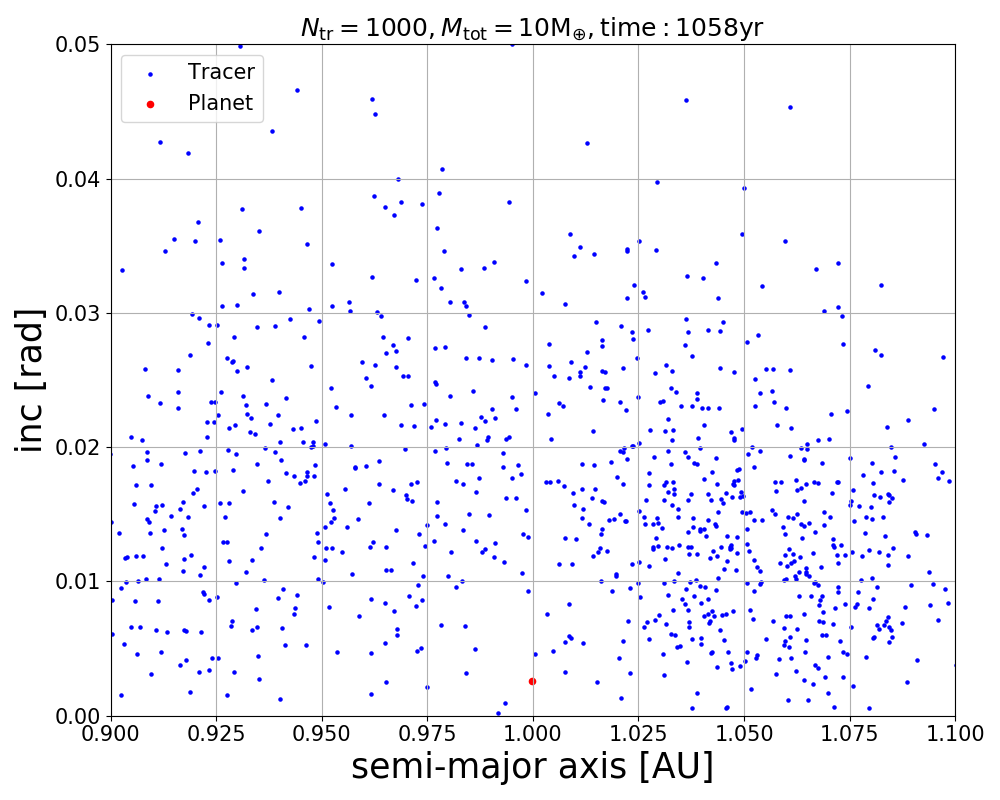 N_tr = 1000, M_tot = 10M_⊕, time : 1058yr
Tracer
Planet
inc [rad]
0.05
0.04
0.03
0.02
0.01
0.00
0.900 0.925 0.950 0.975 1.000 1.025 1.050 1.075 1.100
semi-major axis [AU]